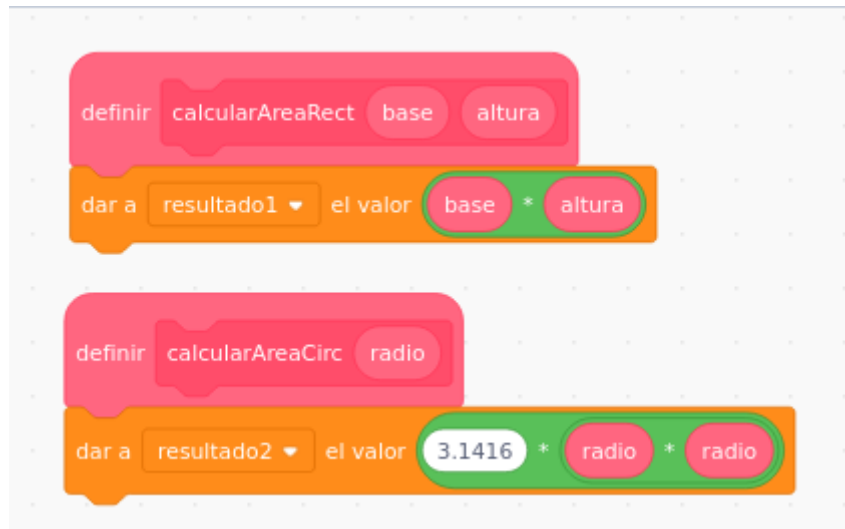 definir calcularAreaRect base altura
dar a resultado1 el valor base * altura
definir calcularAreaCirc radio
dar a resultado2 el valor 3.1416 * radio * radio